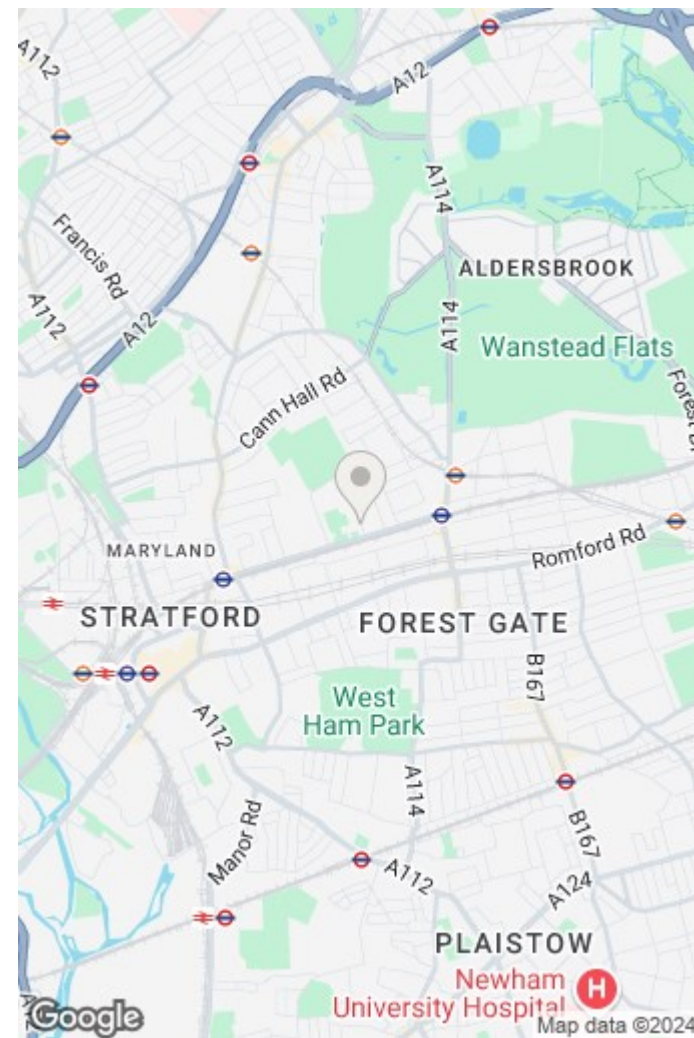 A112
A12
A114
Francis Rd
ALDERSBROOK
A112
A12
A114
Wanstead Flats
Cann Hall Rd
MARYLAND
Romford Rd
STRATFORD
FOREST GATE
B167
West
Ham Park
A112
A114
Manor Rd
B167
A112
A124
PLAISTOW
Newham
University Hospital
H
Google
Map data ©2024